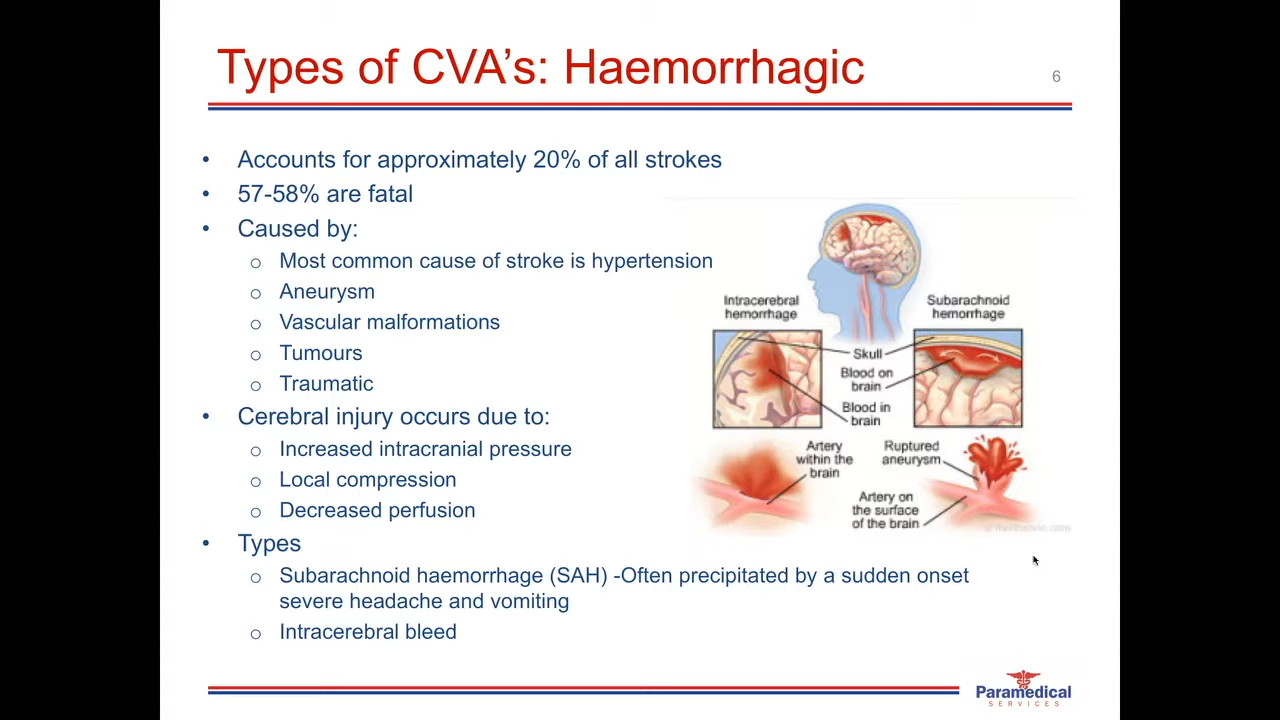 Types of CVA's: Haemorrhagic
6
• Accounts for approximately 20% of all strokes
• 57-58% are fatal
• Caused by:
o Most common cause of stroke is hypertension
o Aneurysm
o Vascular malformations
o Tumours
o Traumatic
• Cerebral injury occurs due to:
o Increased intracranial pressure
o Local compression
o Decreased perfusion
• Types
o Subarachnoid haemorrhage (SAH) -Often precipitated by a sudden onset
severe headache and vomiting
o Intracerebral bleed
Intracerebral
hemorrhage
Subarachnoid
hemorrhage
Skull
Blood on
brain
Blood in
brain
Artery
within the
brain
Ruptured
aneurysm
Artery on
the surface
of the brain
Paramedical
SERVICES